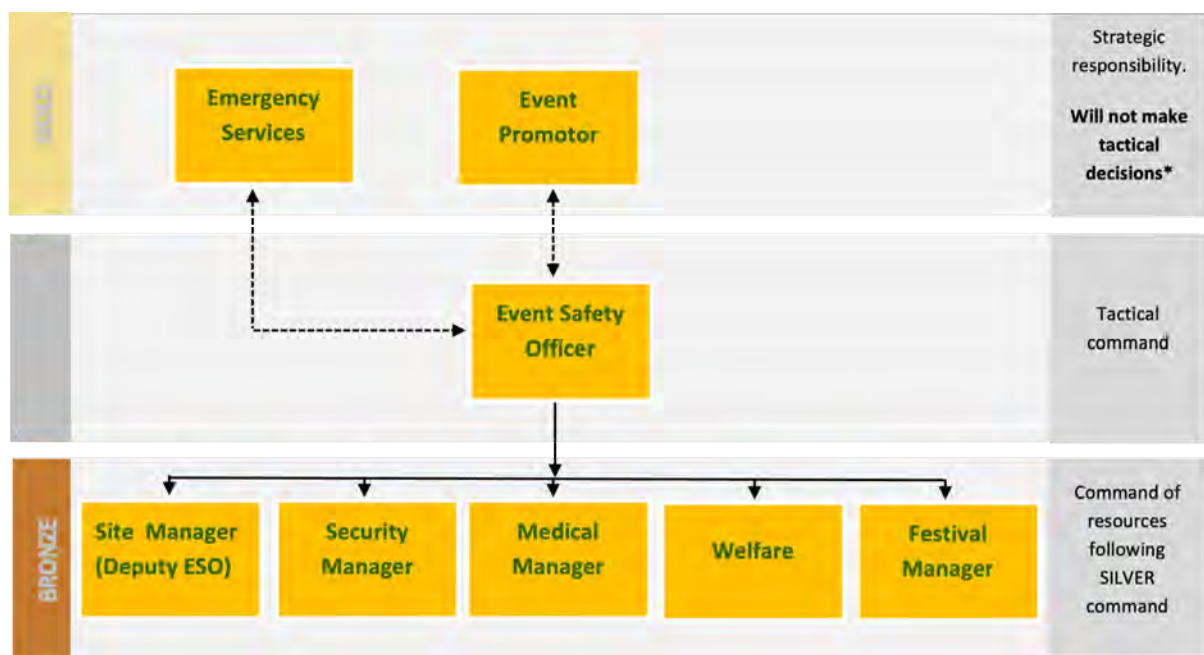 GOLD
Emergency
Services
Event
Promotor
Strategic
responsibility.
Will not make
tactical
decisions*
Event Safety
Officer
Tactical
command
BRONZE
Site Manager
(Deputy ESO)
Security
Manager
Medical
Manager
Welfare
Festival
Manager
Command of
resources
following
SILVER
command